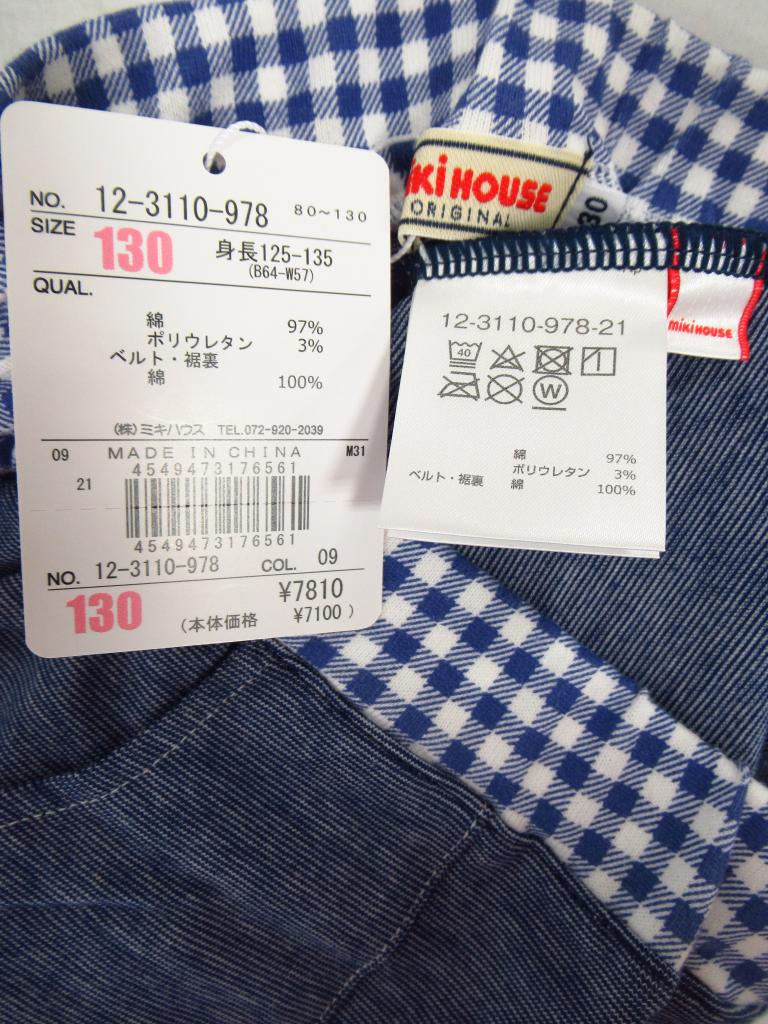 NO. 12-3110-978 80~130
SIZE 130 身長125-135
(B64-W57)
QUAL.
綿 97%
ポリウレタン 3%
ベルト・裾裏
綿 100%
(株)ミキハウス TEL.072-920-2039
09 MADE IN CHINA M31
4549473176561
21
4549473176561
NO. 12-3110-978 COL. 09
130 ¥7810
(本体価格 ¥7100)
MIKI HOUSE
ORIGINAL
30
12-3110-978-21
40
W
綿 97%
ポリウレタン 3%
ベルト・裾裏 綿 100%
mikiHOUSE